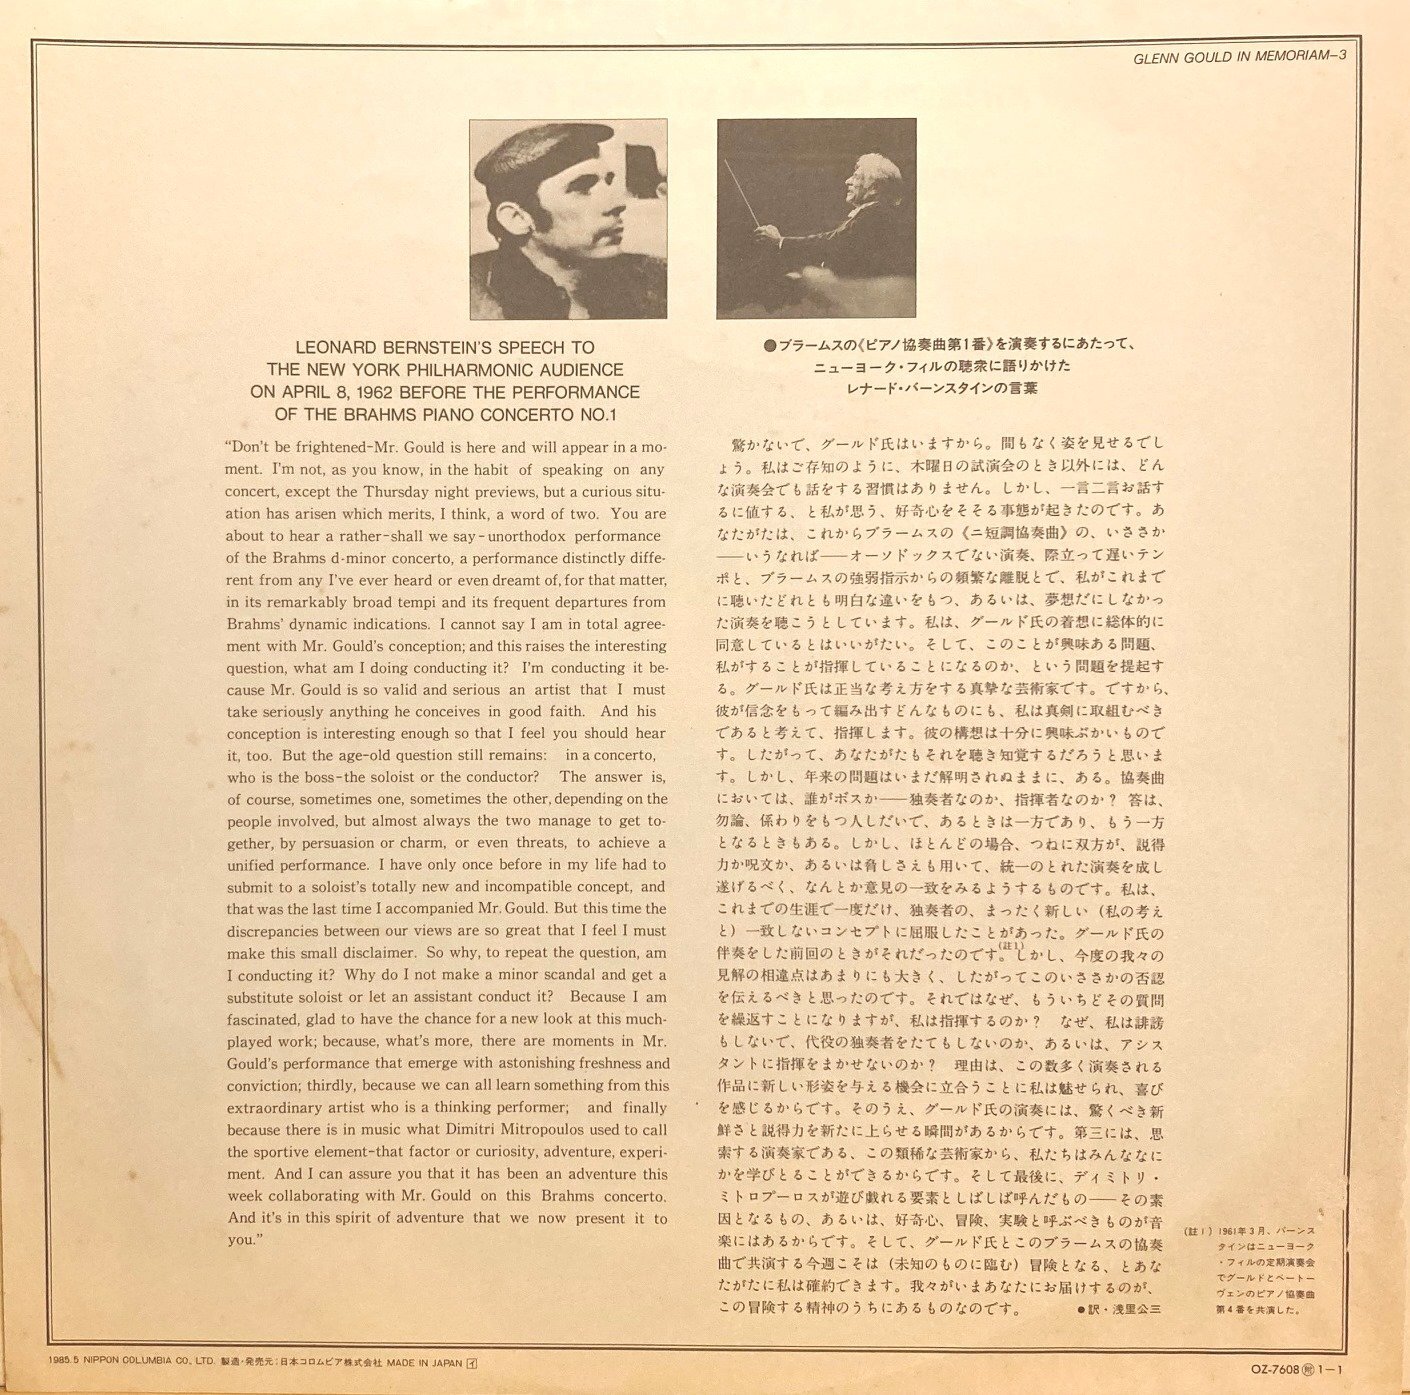 GLENN GOULD IN MEMORIAM–3
LEONARD BERNSTEIN'S SPEECH TO
THE NEW YORK PHILHARMONIC AUDIENCE
ON APRIL 8, 1962 BEFORE THE PERFORMANCE
OF THE BRAHMS PIANO CONCERTO NO.1
“Don't be frightened–Mr. Gould is here and will appear in a mo-
ment. I'm not, as you know, in the habit of speaking on any
concert, except the Thursday night previews, but a curious situ-
ation has arisen which merits, I think, a word of two. You are
about to hear a rather–shall we say–unorthodox performance
of the Brahms d-minor concerto, a performance distinctly diffe-
rent from any I've ever heard or even dreamt of, for that matter,
in its remarkably broad tempi and its frequent departures from
Brahms' dynamic indications. I cannot say I am in total agree-
ment with Mr. Gould's conception; and this raises the interesting
question, what am I doing conducting it? I'm conducting it be-
cause Mr. Gould is so valid and serious an artist that I must
take seriously anything he conceives in good faith. And his
conception is interesting enough so that I feel you should hear
it, too. But the age-old question still remains: in a concerto,
who is the boss–the soloist or the conductor? The answer is,
of course, sometimes one, sometimes the other, depending on the
people involved, but almost always the two manage to get to-
gether, by persuasion or charm, or even threats, to achieve a
unified performance. I have only once before in my life had to
submit to a soloist's totally new and incompatible concept, and
that was the last time I accompanied Mr. Gould. But this time the
discrepancies between our views are so great that I feel I must
make this small disclaimer. So why, to repeat the question, am
I conducting it? Why do I not make a minor scandal and get a
substitute soloist or let an assistant conduct it? Because I am
fascinated, glad to have the chance for a new look at this much-
played work; because, what's more, there are moments in Mr.
Gould's performance that emerge with astonishing freshness and
conviction; thirdly, because we can all learn something from this
extraordinary artist who is a thinking performer; and finally
because there is in music what Dimitri Mitropoulos used to call
the sportive element–that factor or curiosity, adventure, experi-
ment. And I can assure you that it has been an adventure this
week collaborating with Mr. Gould on this Brahms concerto.
And it's in this spirit of adventure that we now present it to
you.”
●ブラームスの《ピアノ協奏曲第1番》を演奏するにあたって、
ニューヨーク・フィルの聴衆に語りかけた
レナード・バーンスタインの言葉
驚かないで、グールド氏はいますから。間もなく姿を見せるでし
ょう。私はご存知のように、木曜日の試演会のとき以外には、どん
な演奏会でも話をする習慣はありません。しかし、一言二言お話す
るに値する、と私が思う、好奇心をそそる事態が起きたのです。あ
なたがたは、これからブラームスの《ニ短調協奏曲》の、いささか
――いうなれば――オーソドックスでない演奏、際立って遅いテン
ポと、ブラームスの強弱指示からの頻繁な離脱とで、私がこれまで
に聴いたどれとも明白な違いをもつ、あるいは、夢想だにしなかっ
た演奏を聴こうとしています。私は、グールド氏の着想に総体的に
同意しているとはいいがたい。そして、このことが興味ある問題、
私がすることが指揮していることになるのか、という問題を提起す
る。グールド氏は正当な考え方をする真摯な芸術家です。ですから、
彼が信念をもって編み出すどんなものにも、私は真剣に取組むべき
であると考えて、指揮します。彼の構想は十分に興味ぶかいもので
す。したがって、あなたがたもそれを聴き知覚するだろうと思いま
す。しかし、年来の問題はいまだ解明されぬままに、ある。協奏曲
においては、誰がボスか――独奏者なのか、指揮者なのか？ 答は、
勿論、係わりをもつ人しだいで、あるときは一方であり、もう一方
となるときもある。しかし、ほとんどの場合、つねに双方が、説得
力か呪文か、あるいは脅しさえも用いて、統一のとれた演奏を成し
遂げるべく、なんとか意見の一致をみるようするものです。私は、
これまでの生涯で一度だけ、独奏者の、まったく新しい（私の考え
と）一致しないコンセプトに屈服したことがあった。グールド氏の
伴奏をした前回のときがそれだったのです。(註1)しかし、今度の我々の
見解の相違点はあまりにも大きく、したがってこのいささかの否認
を伝えるべきと思ったのです。それではなぜ、もういちどその質問
を繰返すことになりますが、私は指揮するのか？ なぜ、私は誹謗
もしないで、代役の独奏者をたてもしないのか、あるいは、アシス
タントに指揮をまかせないのか？ 理由は、この数多く演奏される
作品に新しい形姿を与える機会に立合うことに私は魅せられ、喜び
を感じるからです。そのうえ、グールド氏の演奏には、驚くべき新
鮮さと説得力を新たに上らせる瞬間があるからです。第三には、思
索する演奏家である、この類稀な芸術家から、私たちはみんななに
かを学びとることができるからです。そして最後に、ディミトリ・
ミトロプーロスが遊び戯れる要素としばしば呼んだもの――その素
因となるもの、あるいは、好奇心、冒険、実験と呼ぶべきものが音
楽にはあるからです。そして、グールド氏とこのブラームスの協奏
曲で共演する今週こそは（未知のものに臨む）冒険となる、とあな
たがたに私は確約できます。我々がいまあなたにお届けするのが、
この冒険する精神のうちにあるものなのです。 ●訳・浅里公三
（註1）1961年3月、バーンス
タインはニューヨーク
・フィルの定期演奏会
でグールドとベートー
ヴェンのピアノ協奏曲
第4番を共演した。
1985.5 NIPPON COLUMBIA CO., LTD. 製造・発売元:日本コロムビア株式会社 MADE IN JAPAN イ
OZ-7608 附 1–1